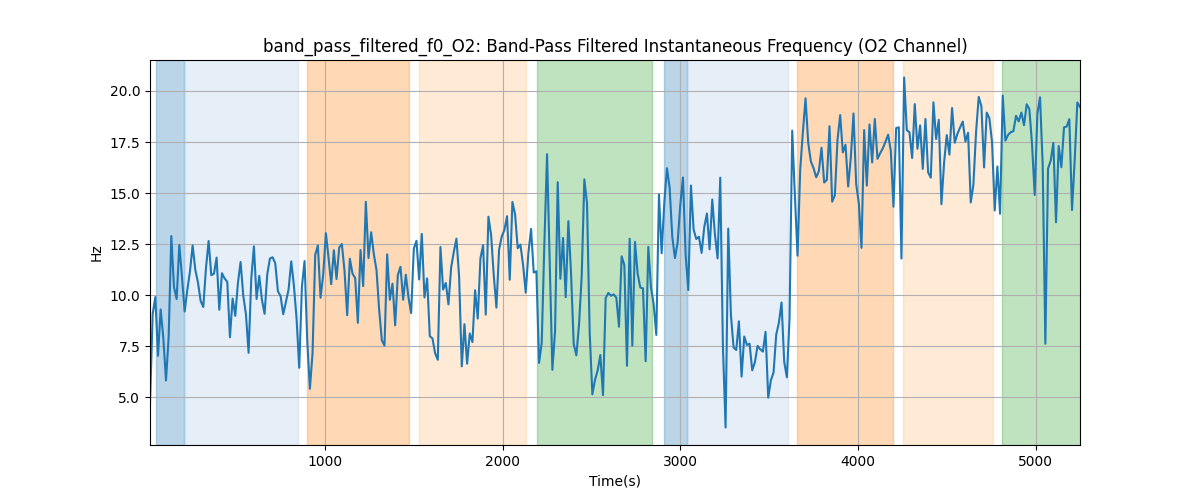 band_pass_filtered_f0_O2: Band-Pass Filtered Instantaneous Frequency (O2 Channel)
20.0
17.5
15.0
12.5
10.0
7.5
5.0
Hz
1000 2000 3000 4000 5000
Time(s)